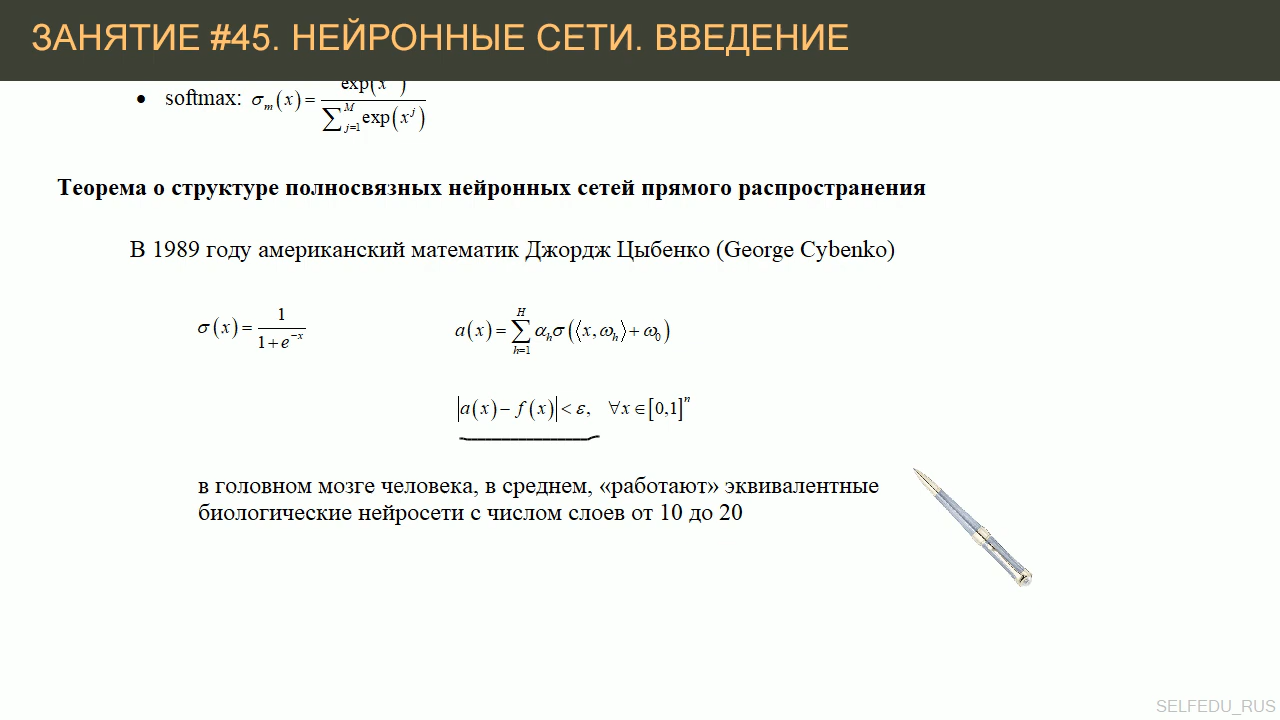 ЗАНЯТИЕ #45. НЕЙРОННЫЕ СЕТИ. ВВЕДЕНИЕ
• softmax: σ_m(x) = exp(x ) / ∑_{j=1}^{M} exp(x^j)
Теорема о структуре полносвязных нейронных сетей прямого распространения
В 1989 году американский математик Джордж Цыбенко (George Cybenko)
σ(x) = 1 / (1 + e^{-x}) a(x) = ∑_{h=1}^{H} α_h σ(⟨x, ω_h⟩ + ω_0)
|a(x) − f(x)| < ε, ∀x ∈ [0,1]^n
в головном мозге человека, в среднем, «работают» эквивалентные
биологические нейросети с числом слоев от 10 до 20
SELFEDU_RUS